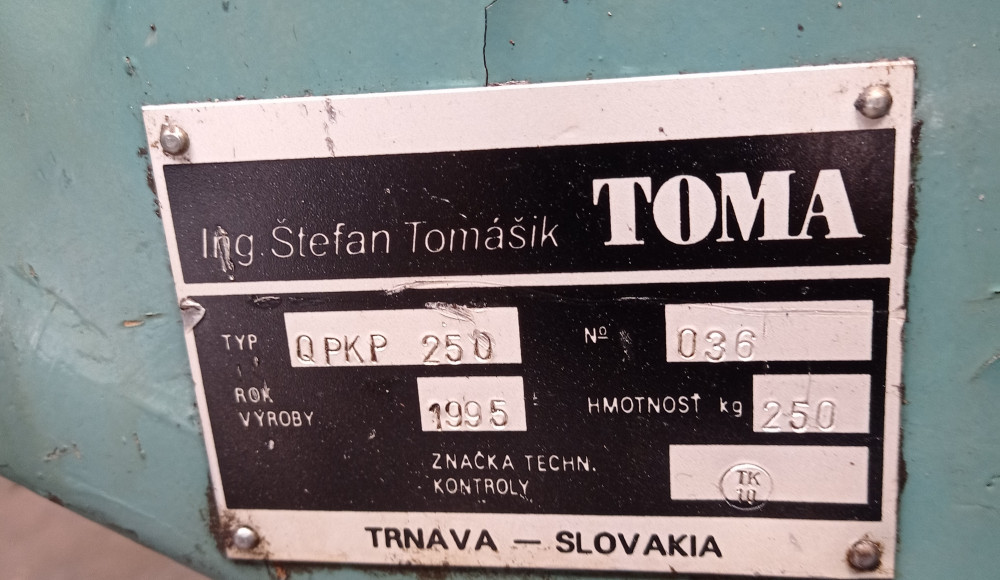 Ing. Štefan Tomášik TOMA
TYP QPKP 250 Nº 036
ROK VÝROBY 1995 HMOTNOSŤ kg 250
ZNAČKA TECHN. KONTROLY TK
TRNAVA — SLOVAKIA